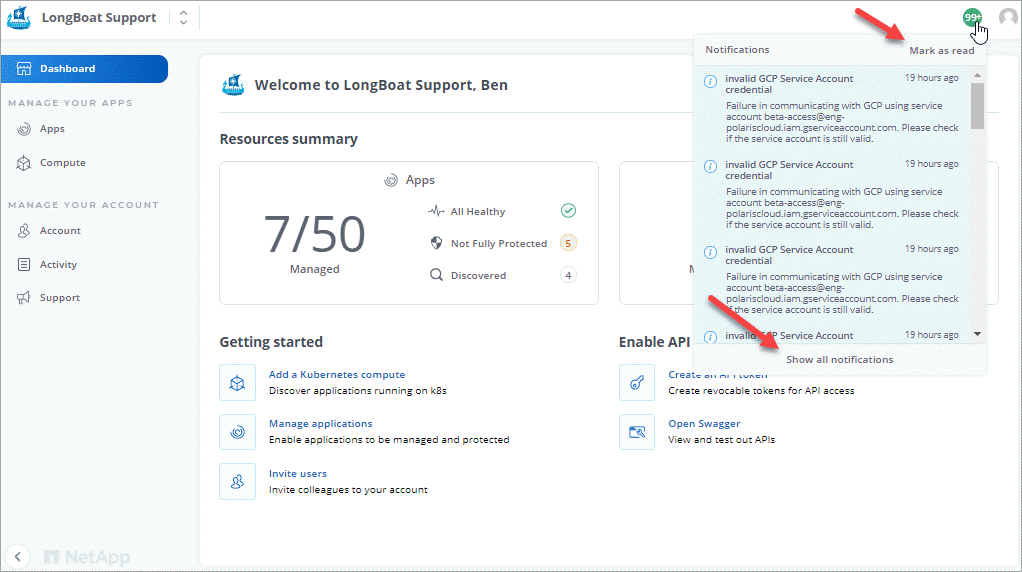 LongBoat Support
99+
Dashboard
MANAGE YOUR APPS
Apps
Compute
MANAGE YOUR ACCOUNT
Account
Activity
Support
NetApp
Welcome to LongBoat Support, Ben
Resources summary
Apps
7/50
Managed
All Healthy
Not Fully Protected
5
Discovered
4
M
Getting started
Add a Kubernetes compute
Discover applications running on k8s
Manage applications
Enable applications to be managed and protected
Invite users
Invite colleagues to your account
Enable API
Create an API token
Create revocable tokens for API access
Open Swagger
View and test out APIs
Notifications
Mark as read
invalid GCP Service Account
credential
19 hours ago
Failure in communicating with GCP using service
account beta-access@eng-
polariscloud.iam.gserviceaccount.com. Please check
if the service account is still valid.
invalid GCP Service Account
credential
19 hours ago
Failure in communicating with GCP using service
account beta-access@eng-
polariscloud.iam.gserviceaccount.com. Please check
if the service account is still valid.
invalid GCP Service Account
credential
19 hours ago
Failure in communicating with GCP using service
account beta-access@eng-
polariscloud.iam.gserviceaccount.com. Please check
if the service account is still valid.
invalid GCP Service Account
19 hours ago
Show all notifications